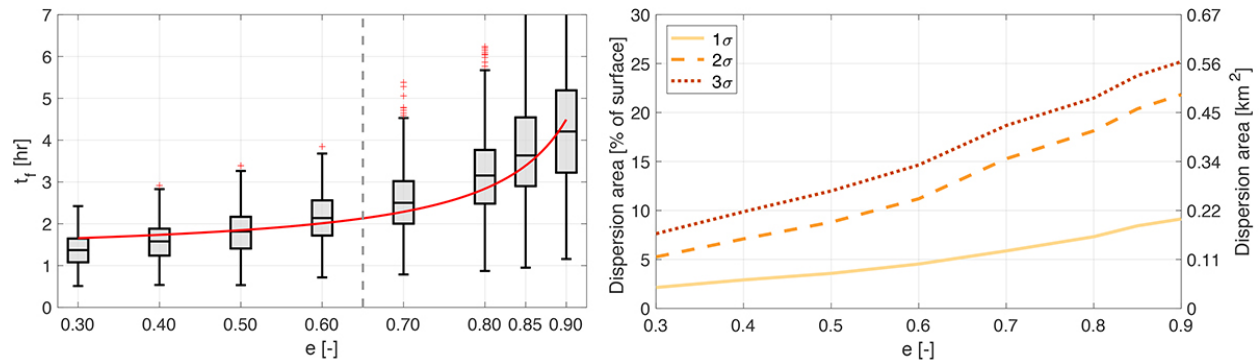 7
6
5
4
3
2
1
0
t_f [hr]
0.30 0.40 0.50 0.60 0.70 0.80 0.85 0.90
e [-]
30
25
20
15
10
5
0
Dispersion area [% of surface]
1σ
2σ
3σ
0.67
0.56
0.45
0.34
0.22
0.11
0
Dispersion area [km²]
0.3 0.4 0.5 0.6 0.7 0.8 0.9
e [-]